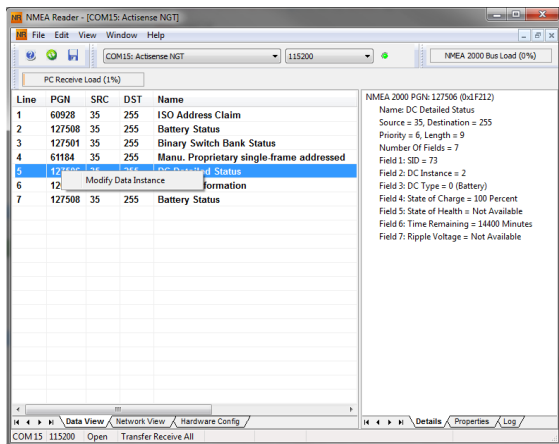 NMEA Reader - [COM15: Actisense NGT]
File Edit View Window Help
COM15: Actisense NGT 115200 NMEA 2000 Bus Load (0%)
PC Receive Load (1%)
Line PGN SRC DST Name
1 60928 35 255 ISO Address Claim
2 127508 35 255 Battery Status
3 127501 35 255 Binary Switch Bank Status
4 61184 35 255 Manu. Proprietary single-frame addressed
5 127506 35 255 DC Detailed Status
Modify Data Instance
6 formation
7 127508 35 255 Battery Status
Data View Network View Hardware Config
NMEA 2000 PGN: 127506 (0x1F212)
Name: DC Detailed Status
Source = 35, Destination = 255
Priority = 6, Length = 9
Number Of Fields = 7
Field 1: SID = 73
Field 2: DC Instance = 2
Field 3: DC Type = 0 (Battery)
Field 4: State of Charge = 100 Percent
Field 5: State of Health = Not Available
Field 6: Time Remaining = 14400 Minutes
Field 7: Ripple Voltage = Not Available
Details Properties Log
COM15 115200 Open Transfer Receive All